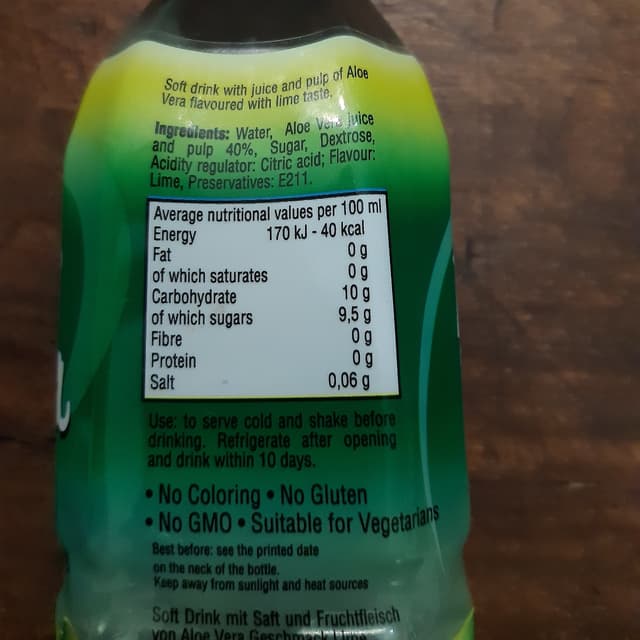 Soft drink with juice and pulp of Aloe
Vera flavoured with lime taste.
Ingredients: Water, Aloe Vera juice
and pulp 40%, Sugar, Dextrose,
Acidity regulator: Citric acid; Flavour:
Lime, Preservatives: E211.
Average nutritional values per 100 ml
Energy 170 kJ - 40 kcal
Fat 0 g
of which saturates 0 g
Carbohydrate 10 g
of which sugars 9,5 g
Fibre 0 g
Protein 0 g
Salt 0,06 g
Use: to serve cold and shake before
drinking. Refrigerate after opening
and drink within 10 days.
• No Coloring • No Gluten
• No GMO • Suitable for Vegetarians
Best before: see the printed date
on the neck of the bottle.
Keep away from sunlight and heat sources
Soft Drink mit Saft und Fruchtfleisch
von Aloe Vera Geschmack